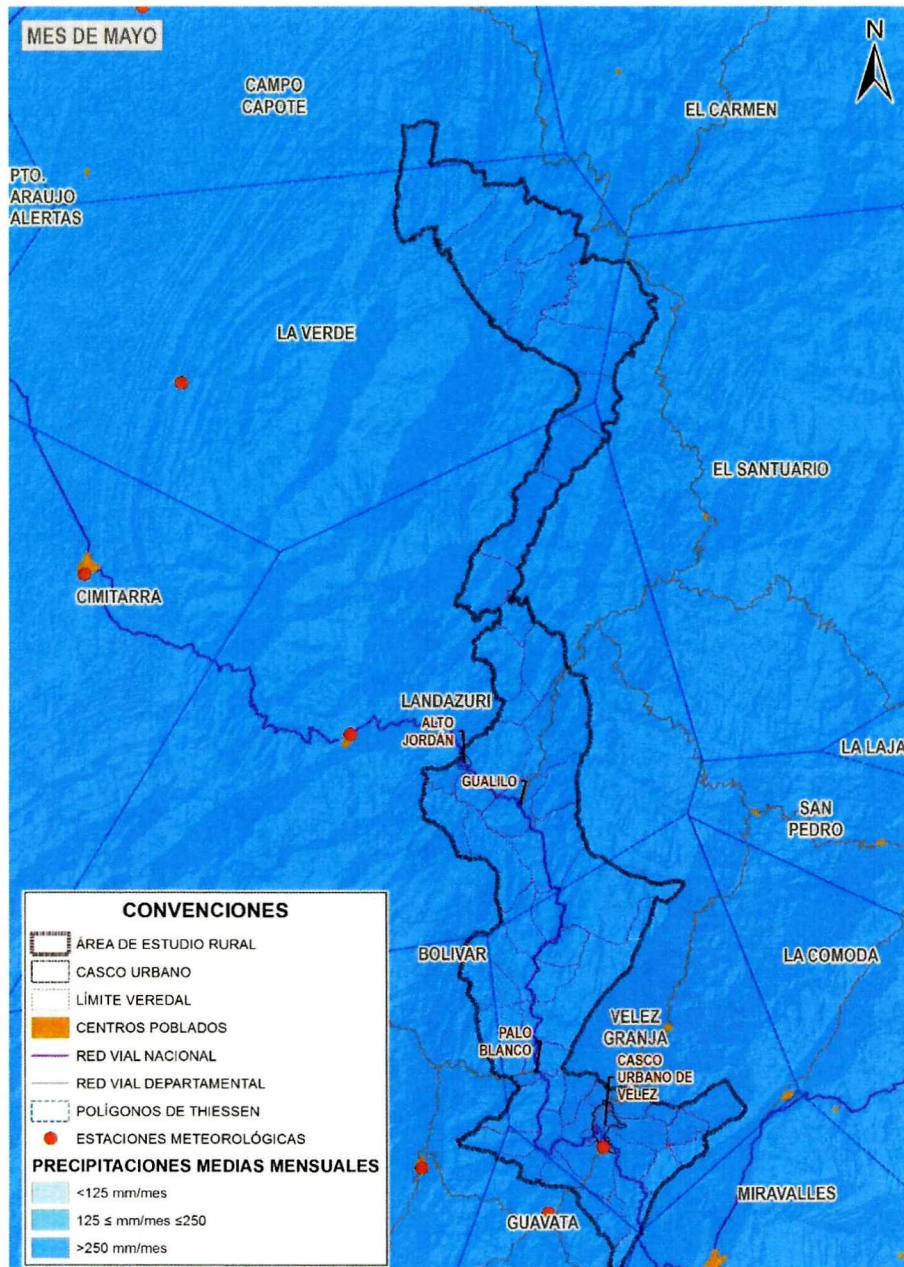 MES DE MAYO
N
CAMPO
CAPOTE
EL CARMEN
PTO.
ARAUJO
ALERTAS
LA VERDE
EL SANTUARIO
CIMITARRA
LANDAZURI
ALTO
JORDÁN
GUALILO
LA LAJA
SAN
PEDRO
BOLIVAR
LA COMODA
VELEZ
GRANJA
PALO
BLANCO
CASCO
URBANO DE
VELEZ
MIRAVALLES
GUAVATA
CONVENCIONES
ÁREA DE ESTUDIO RURAL
CASCO URBANO
LÍMITE VEREDAL
CENTROS POBLADOS
RED VIAL NACIONAL
RED VIAL DEPARTAMENTAL
POLÍGONOS DE THIESSEN
ESTACIONES METEOROLÓGICAS
PRECIPITACIONES MEDIAS MENSUALES
<125 mm/mes
125 ≤ mm/mes ≤250
>250 mm/mes